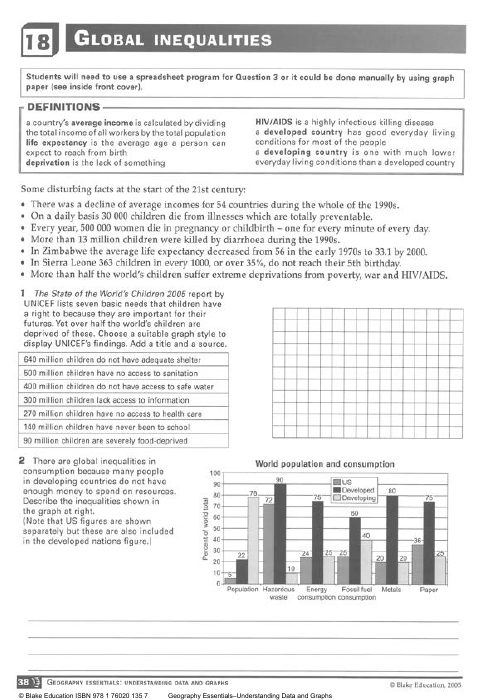 18 GLOBAL INEQUALITIES
Students will need to use a spreadsheet program for Question 3 or it could be done manually by using graph
paper (see inside front cover).
DEFINITIONS
a country's average income is calculated by dividing
the total income of all workers by the total population
life expectancy is the average age a person can
expect to reach from birth
deprivation is the lack of something
HIV/AIDS is a highly infectious killing disease
a developed country has good everyday living
conditions for most of the people
a developing country is one with much lower
everyday living conditions than a developed country
Some disturbing facts at the start of the 21st century:
• There was a decline of average incomes for 54 countries during the whole of the 1990s.
• On a daily basis 30 000 children die from illnesses which are totally preventable.
• Every year, 500 000 women die in pregnancy or childbirth – one for every minute of every day.
• More than 13 million children were killed by diarrhoea during the 1990s.
• In Zimbabwe the average life expectancy decreased from 56 in the early 1970s to 33.1 by 2000.
• In Sierra Leone 363 children in every 1000, or over 35%, do not reach their 5th birthday.
• More than half the world's children suffer extreme deprivations from poverty, war and HIV/AIDS.
1 The State of the World's Children 2005 report by
UNICEF lists seven basic needs that children have
a right to because they are important for their
futures. Yet over half the world's children are
deprived of these. Choose a suitable graph style to
display UNICEF's findings. Add a title and a source.
640 million children do not have adequate shelter
500 million children have no access to sanitation
400 million children do not have access to safe water
300 million children lack access to information
270 million children have no access to health care
140 million children have never been to school
90 million children are severely food-deprived
2 There are global inequalities in
consumption because many people
in developing countries do not have
enough money to spend on resources.
Describe the inequalities shown in
the graph at right.
(Note that US figures are shown
separately but these are also included
in the developed nations figure.)
World population and consumption
Percent of world total
100
90
80
70
60
50
40
30
20
10
0
US
Developed
Developing
5 22 79
72 90 10
24 76 25
25 60 40
20 80 20
36 75 25
Population Hazardous Energy Fossil fuel Metals Paper
waste consumption consumption
38 GEOGRAPHY ESSENTIALS: UNDERSTANDING DATA AND GRAPHS
© Blake Education, 2005
© Blake Education ISBN 978 1 76020 135 7 Geography Essentials–Understanding Data and Graphs